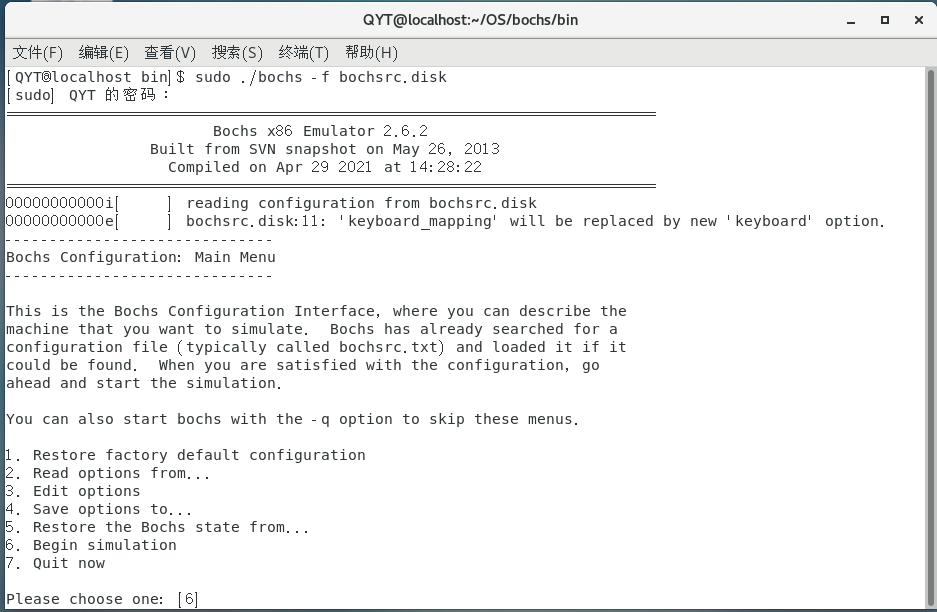 QYT@localhost:~/OS/bochs/bin
文件(F) 编辑(E) 查看(V) 搜索(S) 终端(T) 帮助(H)
[QYT@localhost bin]$ sudo ./bochs -f bochsrc.disk
[sudo] QYT 的密码：
========================================================================
Bochs x86 Emulator 2.6.2
Built from SVN snapshot on May 26, 2013
Compiled on Apr 29 2021 at 14:28:22
========================================================================
00000000000i[     ] reading configuration from bochsrc.disk
00000000000e[     ] bochsrc.disk:11: 'keyboard_mapping' will be replaced by new 'keyboard' option.
------------------------------
Bochs Configuration: Main Menu
------------------------------
This is the Bochs Configuration Interface, where you can describe the
machine that you want to simulate.  Bochs has already searched for a
configuration file (typically called bochsrc.txt) and loaded it if it
could be found.  When you are satisfied with the configuration, go
ahead and start the simulation.
You can also start bochs with the -q option to skip these menus.
1. Restore factory default configuration
2. Read options from...
3. Edit options
4. Save options to...
5. Restore the Bochs state from...
6. Begin simulation
7. Quit now
Please choose one: [6]